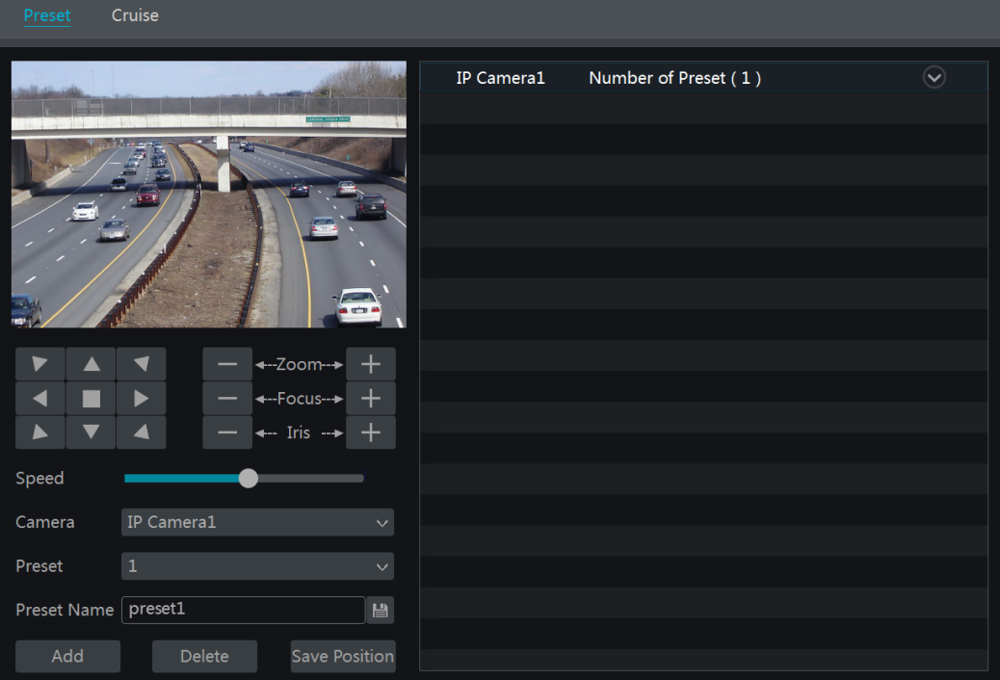 Preset Cruise
IP Camera1 Number of Preset ( 1 )
Zoom
Focus
Iris
Speed
Camera IP Camera1
Preset 1
Preset Name preset1
Add Delete Save Position